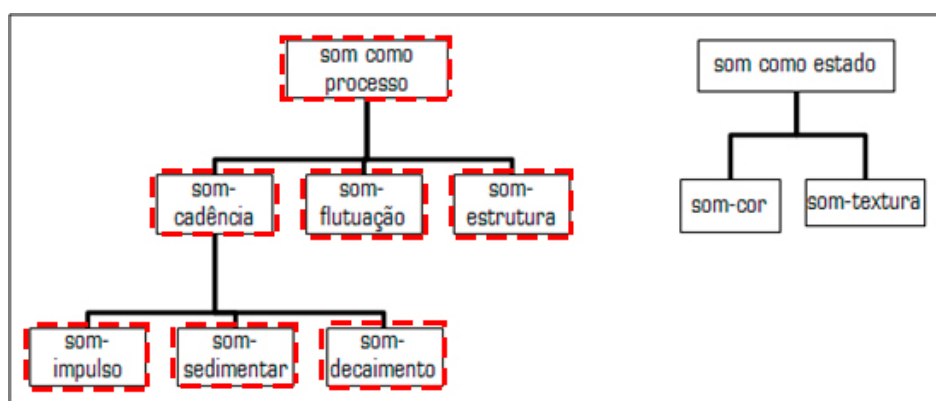 som como
processo
som como estado
som-
cadência
som-
flutuação
som-
estrutura
som-cor
som-textura
som-
impulso
som-
sedimentar
som-
decaimento